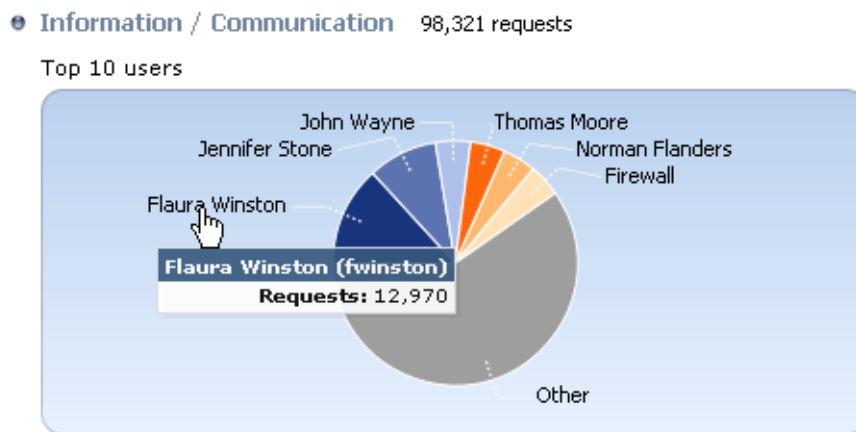 Information / Communication 98,321 requests
Top 10 users
John Wayne
Thomas Moore
Jennifer Stone
Norman Flanders
Firewall
Flaura Winston
Flaura Winston (fwinston)
Requests: 12,970
Other